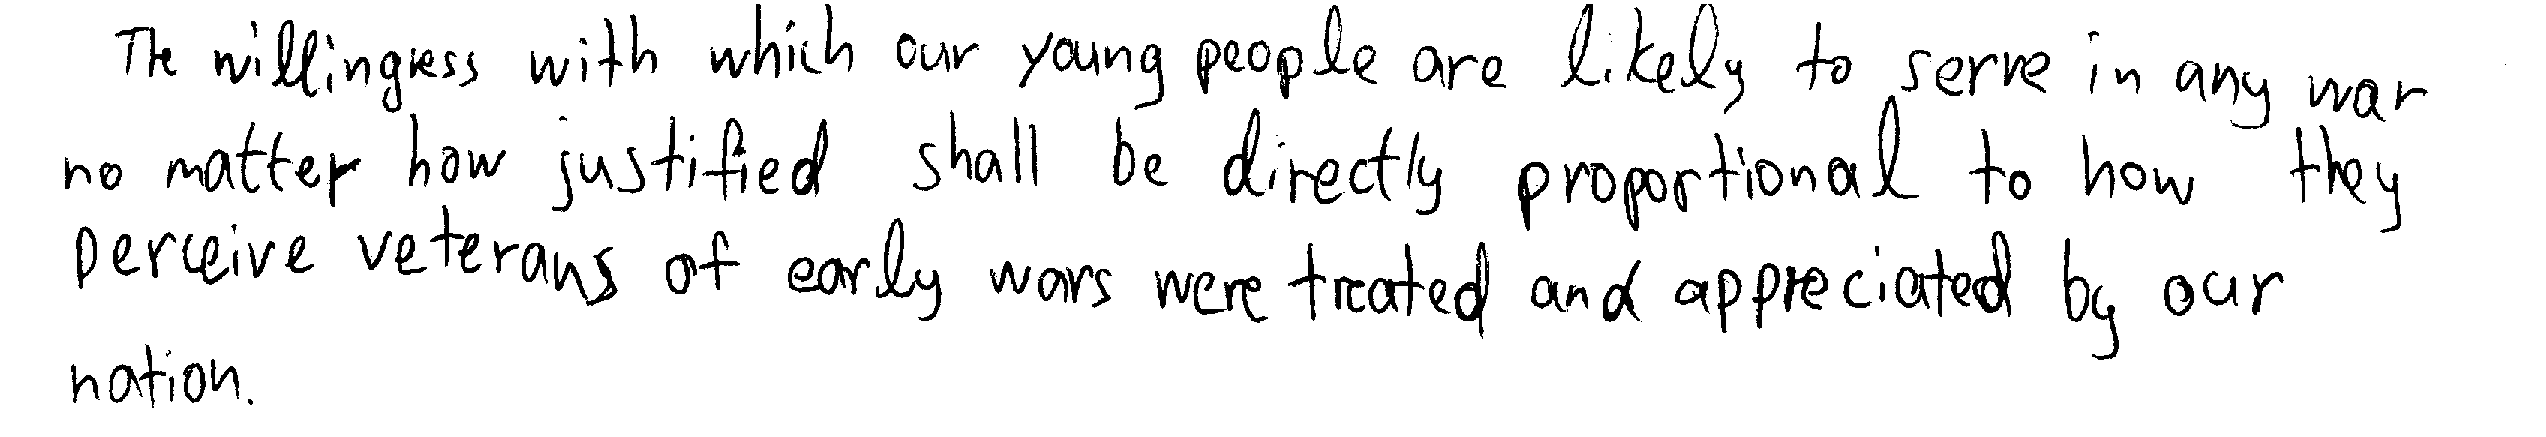 The willingness with which our young people are likely to serve in any war
no matter how justified shall be directly proportional to how they
perceive veterans of early wars were treated and appreciated by our
nation.